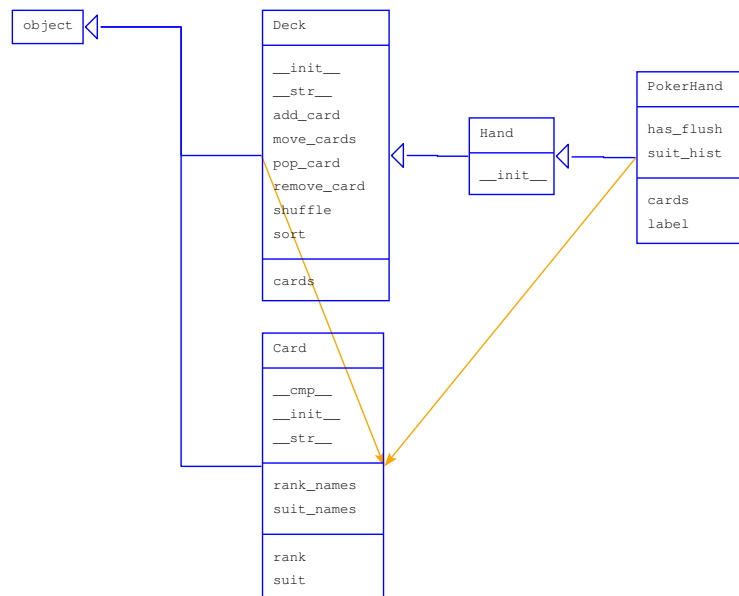 object
Deck
__init__
__str__
add_card
move_cards
pop_card
remove_card
shuffle
sort
cards
Hand
__init__
PokerHand
has_flush
suit_hist
cards
label
Card
__cmp__
__init__
__str__
rank_names
suit_names
rank
suit